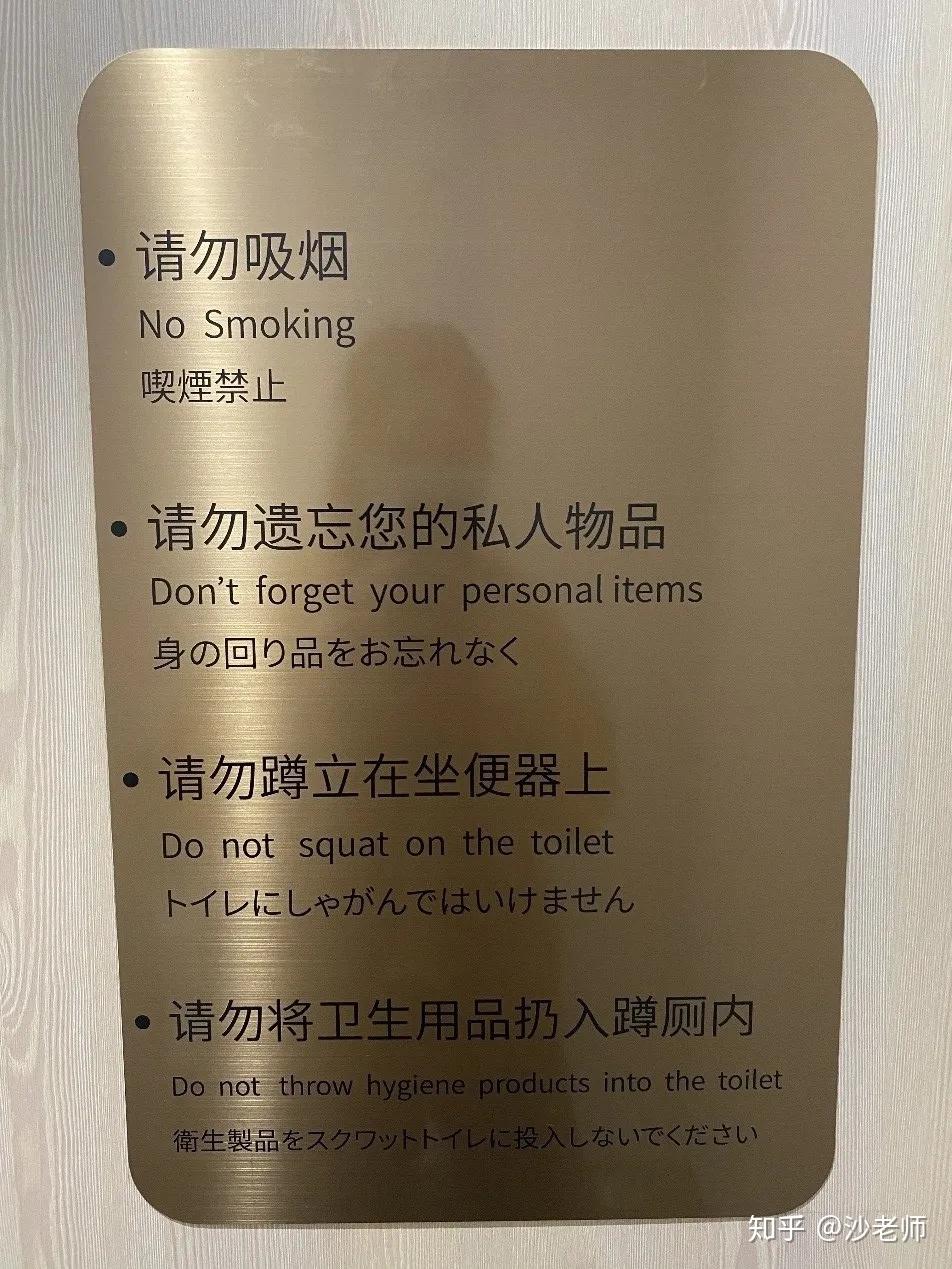 • 请勿吸烟
No Smoking
喫煙禁止
• 请勿遗忘您的私人物品
Don't forget your personal items
身の回り品をお忘れなく
• 请勿蹲立在坐便器上
Do not squat on the toilet
トイレにしゃがんではいけません
• 请勿将卫生用品扔入蹲厕内
Do not throw hygiene products into the toilet
衛生製品をスクワットトイレに投入しないでください
知乎 @沙老师